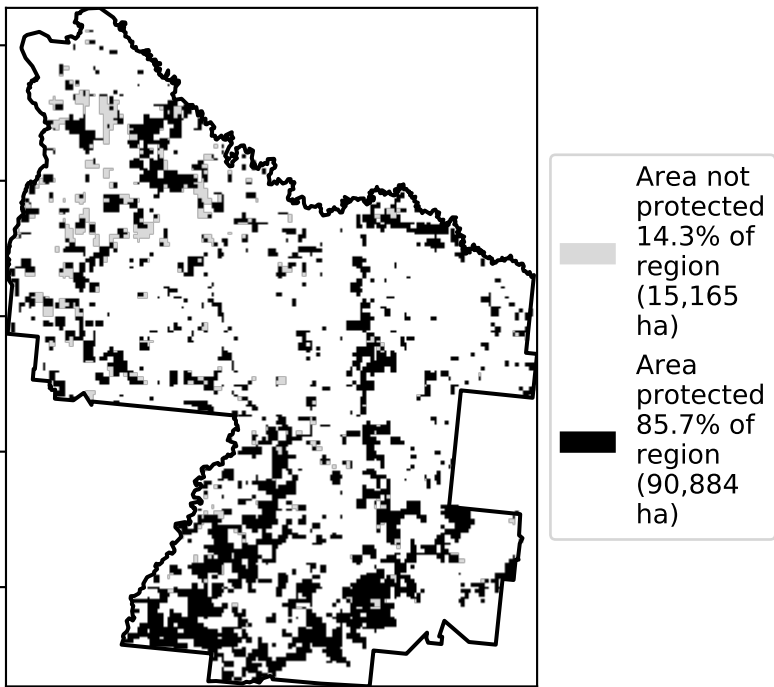 Area not
protected
14.3% of
region
(15,165
ha)
Area
protected
85.7% of
region
(90,884
ha)